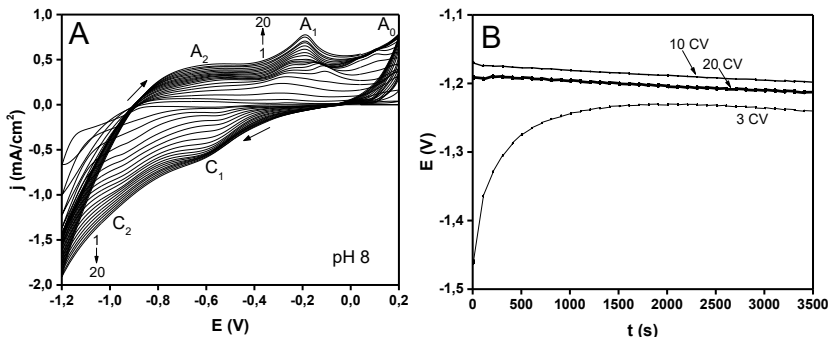 A
B
20
1
A₁
A₀
A₂
C₁
C₂
1
20
pH 8
j (mA/cm²)
1,0
0,5
0,0
-0,5
-1,0
-1,5
-2,0
-1,2 -1,0 -0,8 -0,6 -0,4 -0,2 0,0 0,2
E (V)
10 CV
20 CV
3 CV
E (V)
-1,1
-1,2
-1,3
-1,4
-1,5
0 500 1000 1500 2000 2500 3000 3500
t (s)